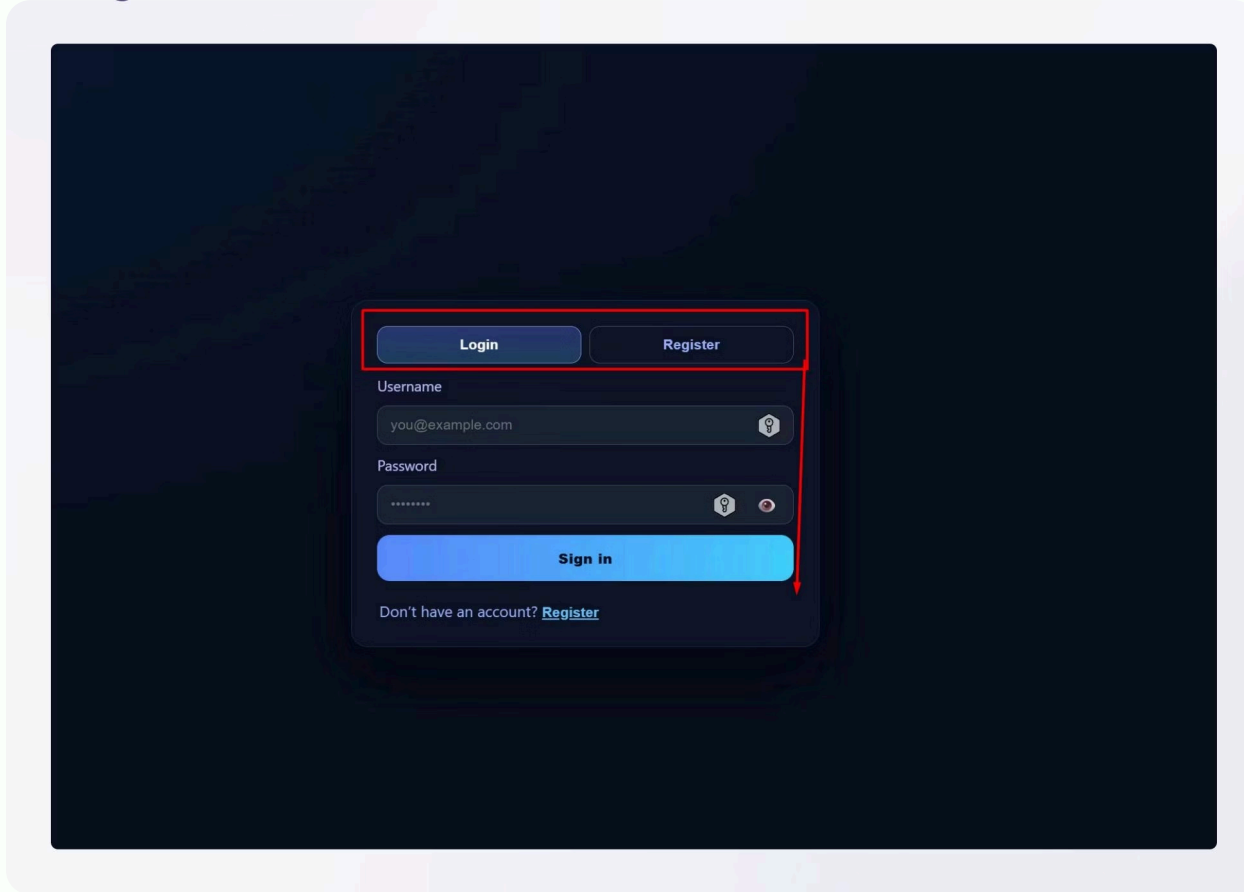 Login Register
Username
you@example.com
Password
••••••••
Sign in
Don't have an account? Register